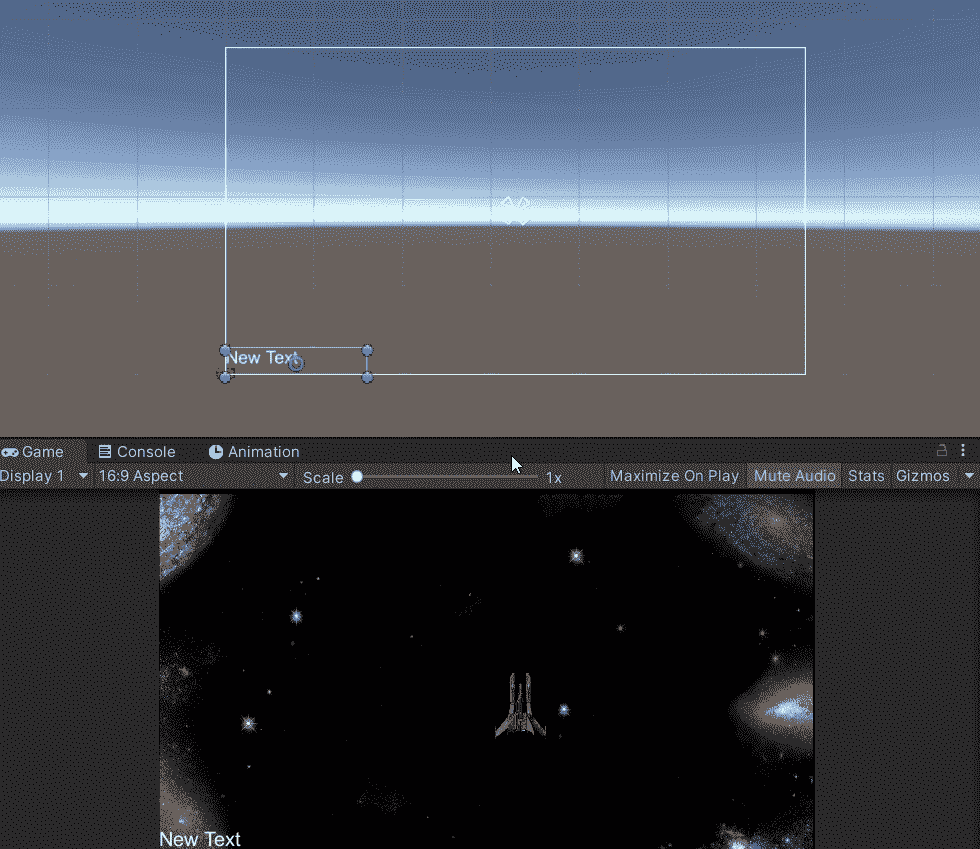 New Text
Game Console Animation
Display 1 16:9 Aspect Scale 1x Maximize On Play Mute Audio Stats Gizmos
New Text